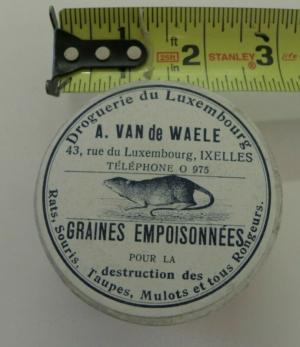 1 ft 25ft 2 STANLEY 3
Droguerie du Luxembourg
A. VAN de WAELE
43, rue du Luxembourg, IXELLES
TÉLÉPHONE O 975
GRAINES EMPOISONNÉES
POUR LA
destruction des
Rats, Souris, Taupes, Mulots et tous Rongeurs.